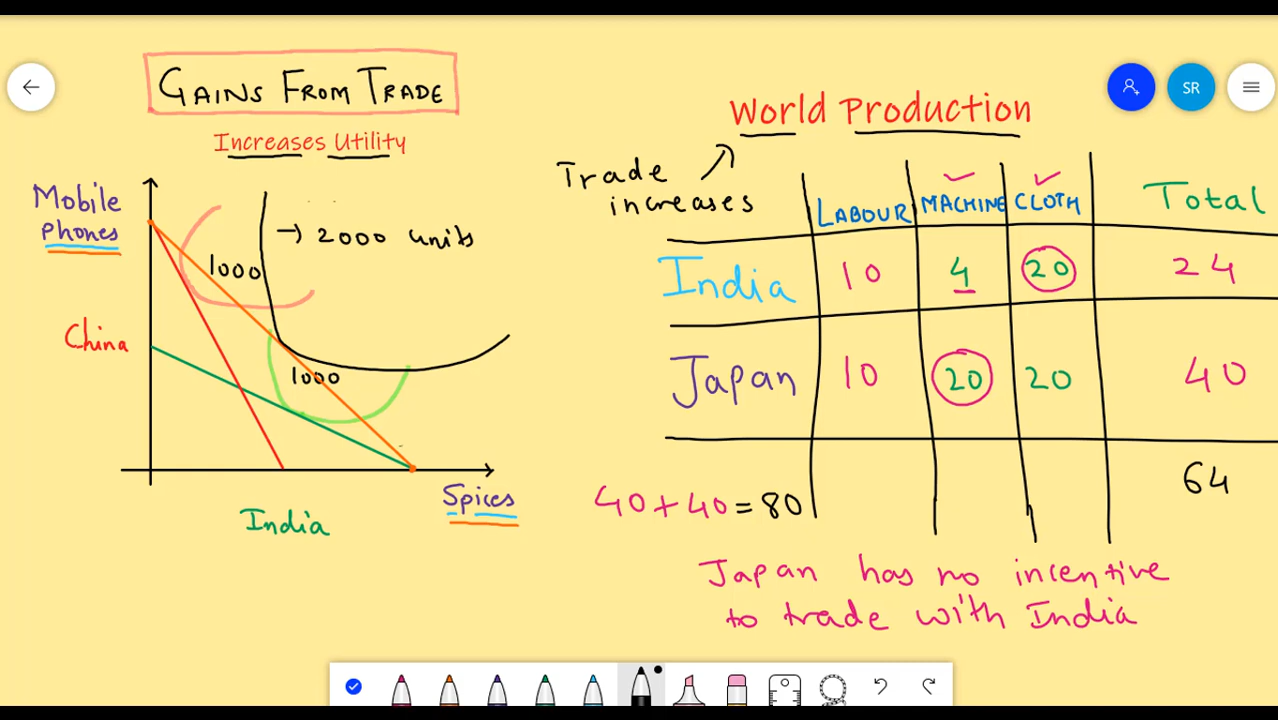 GAINS FROM TRADE
Increases Utility
Mobile
Phones
China
1000
→ 2000 units
1000
Spices
India
SR
World Production
Trade
increases
LABOUR MACHINE CLOTH Total
India 10 4 20 24
Japan 10 20 20 40
64
40+40=80
Japan has no incentive
to trade with India